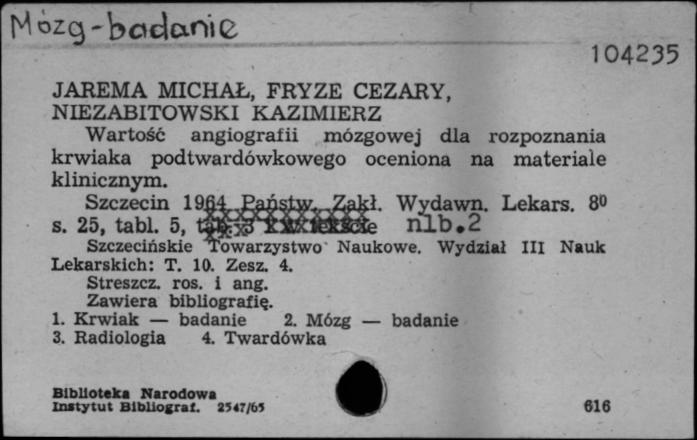 Mózg-badanie
104235
JAREMA MICHAŁ, FRYZE CEZARY,
NIEZABITOWSKI KAZIMIERZ
Wartość angiografii mózgowej dla rozpoznania
krwiaka podtwardówkowego oceniona na materiale
klinicznym.
Szczecin 1964 Państw. Zakł. Wydawn. Lekars. 8⁰
s. 25, tabl. 5, tab. 3 w tekście nlb.2
Szczecińskie Towarzystwo Naukowe. Wydział III Nauk
Lekarskich: T. 10. Zesz. 4.
Streszcz. ros. i ang.
Zawiera bibliografię.
1. Krwiak — badanie 2. Mózg — badanie
3. Radiologia 4. Twardówka
Biblioteka Narodowa
Instytut Bibliograf. 2547/65
616